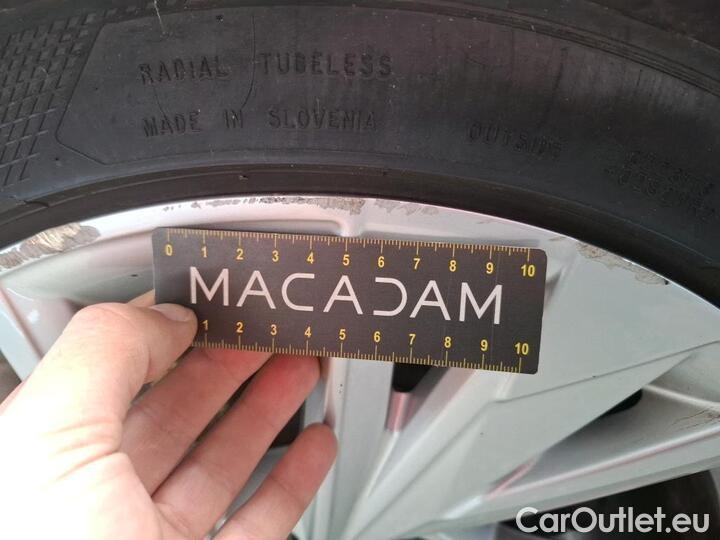 RADIAL TUBELESS
MADE IN SLOVENIA
OUTSIDE
0 1 2 3 4 5 6 7 8 9 10
MACADAM
1 2 3 4 5 6 7 8 9 10
CarOutlet.eu